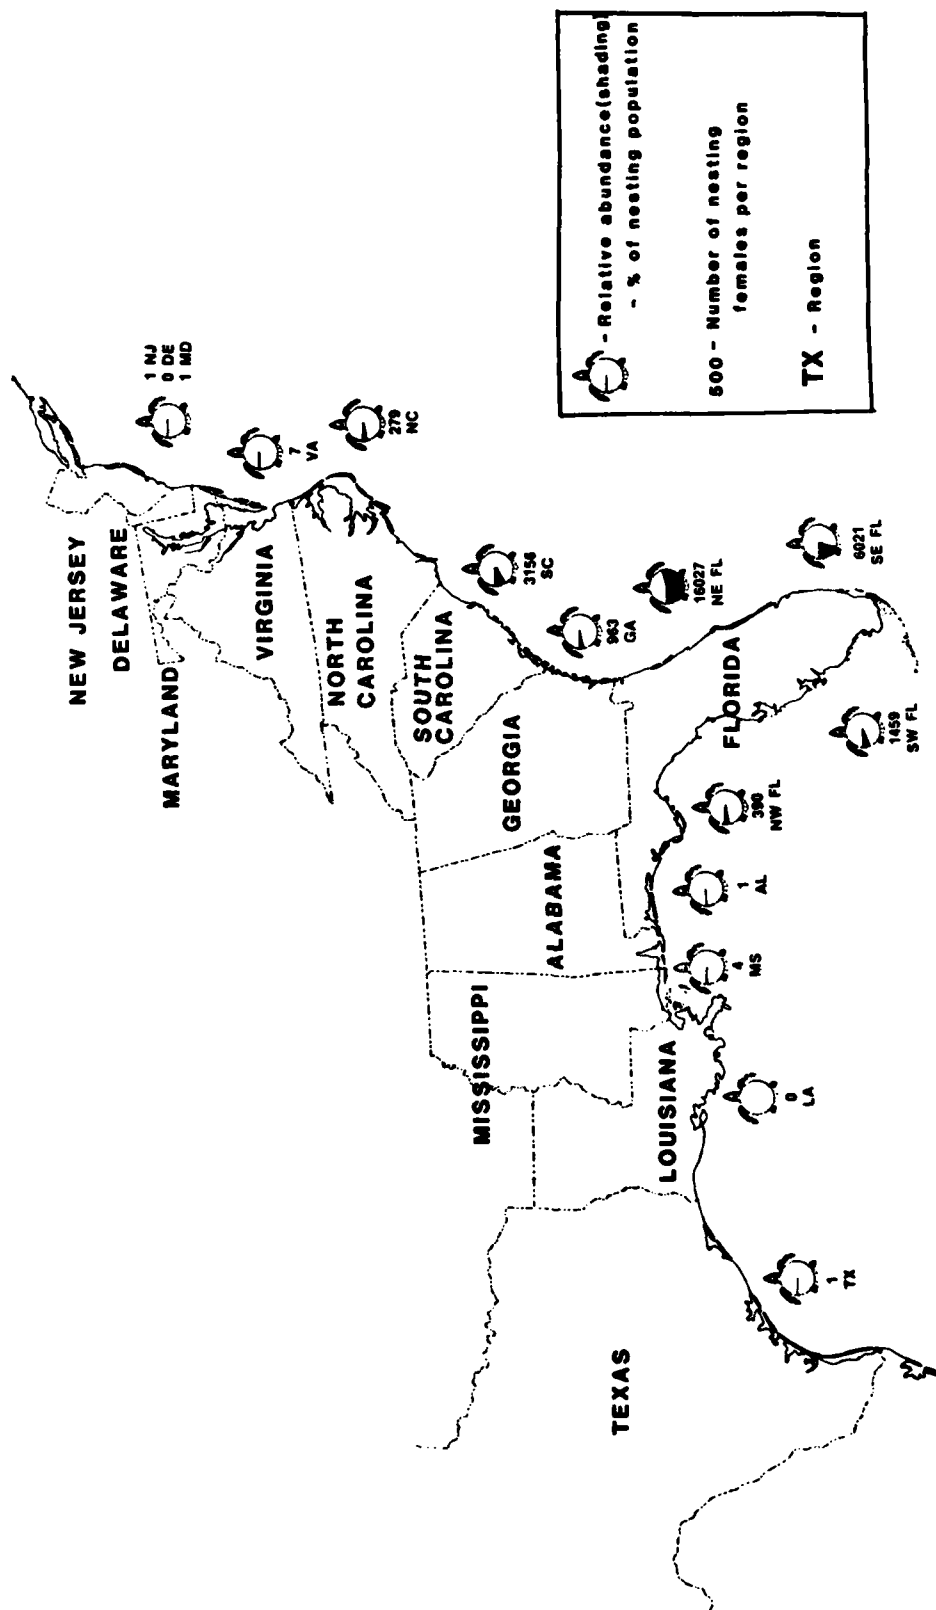 NEW JERSEY
DELAWARE
MARYLAND
VIRGINIA
NORTH
CAROLINA
SOUTH
CAROLINA
GEORGIA
FLORIDA
ALABAMA
MISSISSIPPI
LOUISIANA
TEXAS
1 NJ
0 DE
1 MD
7
VA
279
NC
3156
SC
963
GA
16027
NE FL
6021
SE FL
1459
SW FL
390
NW FL
1
AL
4
MS
0
LA
1
TX
- Relative abundance(shading)
- % of nesting population
500 - Number of nesting
females per region
TX - Region